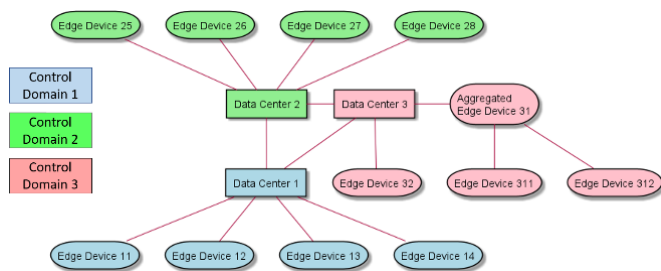 Edge Device 25
Edge Device 26
Edge Device 27
Edge Device 28
Control
Domain 1
Control
Domain 2
Control
Domain 3
Data Center 2
Data Center 3
Aggregated
Edge Device 31
Data Center 1
Edge Device 32
Edge Device 311
Edge Device 312
Edge Device 11
Edge Device 12
Edge Device 13
Edge Device 14